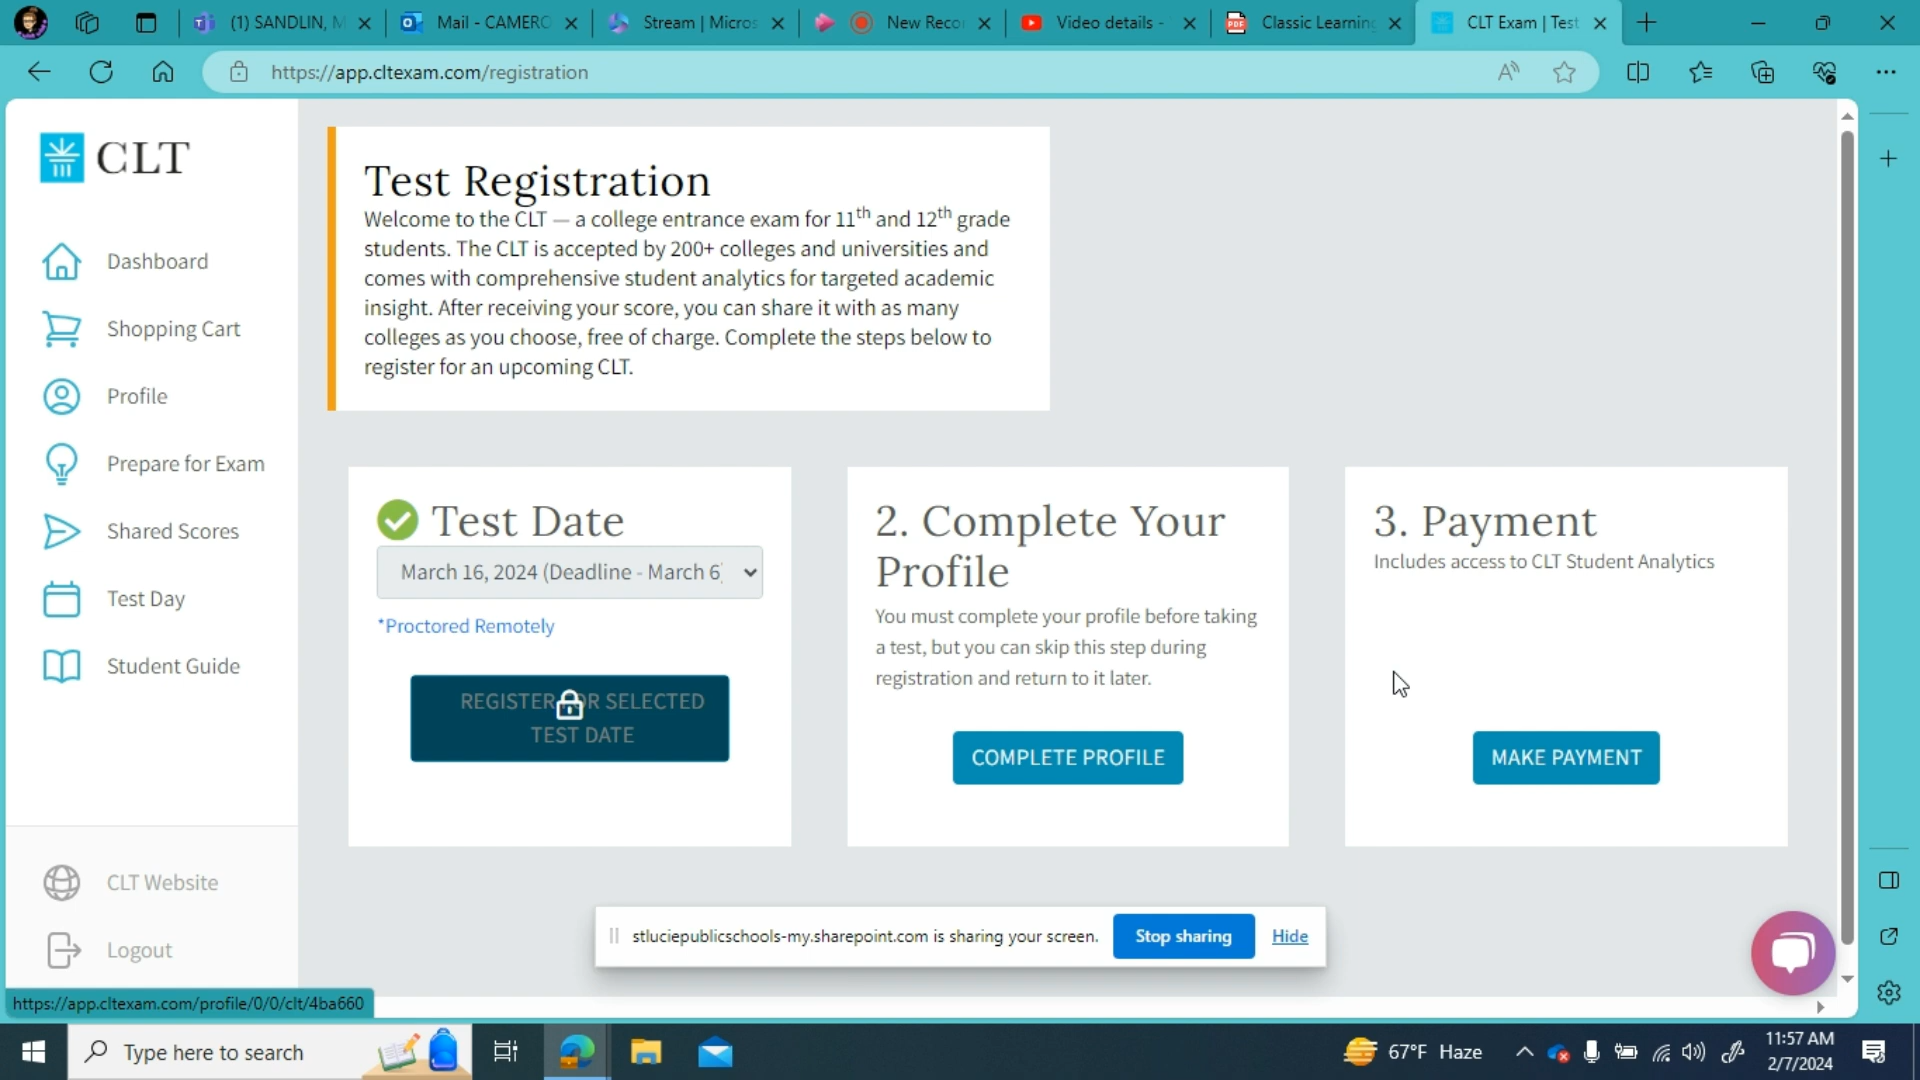 (1) SANDLIN, M
Mail - CAMERO
Stream | Micros
New Recor
Video details -
PDF
Classic Learning
CLT Exam | Test
https://app.cltexam.com/registration
CLT
Dashboard
Shopping Cart
Profile
Prepare for Exam
Shared Scores
Test Day
Student Guide
CLT Website
Logout
Test Registration
Welcome to the CLT — a college entrance exam for 11th and 12th grade
students. The CLT is accepted by 200+ colleges and universities and
comes with comprehensive student analytics for targeted academic
insight. After receiving your score, you can share it with as many
colleges as you choose, free of charge. Complete the steps below to
register for an upcoming CLT.
Test Date
March 16, 2024 (Deadline - March 6)
*Proctored Remotely
REGISTER FOR SELECTED
TEST DATE
2. Complete Your
Profile
You must complete your profile before taking
a test, but you can skip this step during
registration and return to it later.
COMPLETE PROFILE
3. Payment
Includes access to CLT Student Analytics
MAKE PAYMENT
stluciepublicschools-my.sharepoint.com is sharing your screen.
Stop sharing
Hide
https://app.cltexam.com/profile/0/0/clt/4ba660
Type here to search
67°F Haze
11:57 AM
2/7/2024